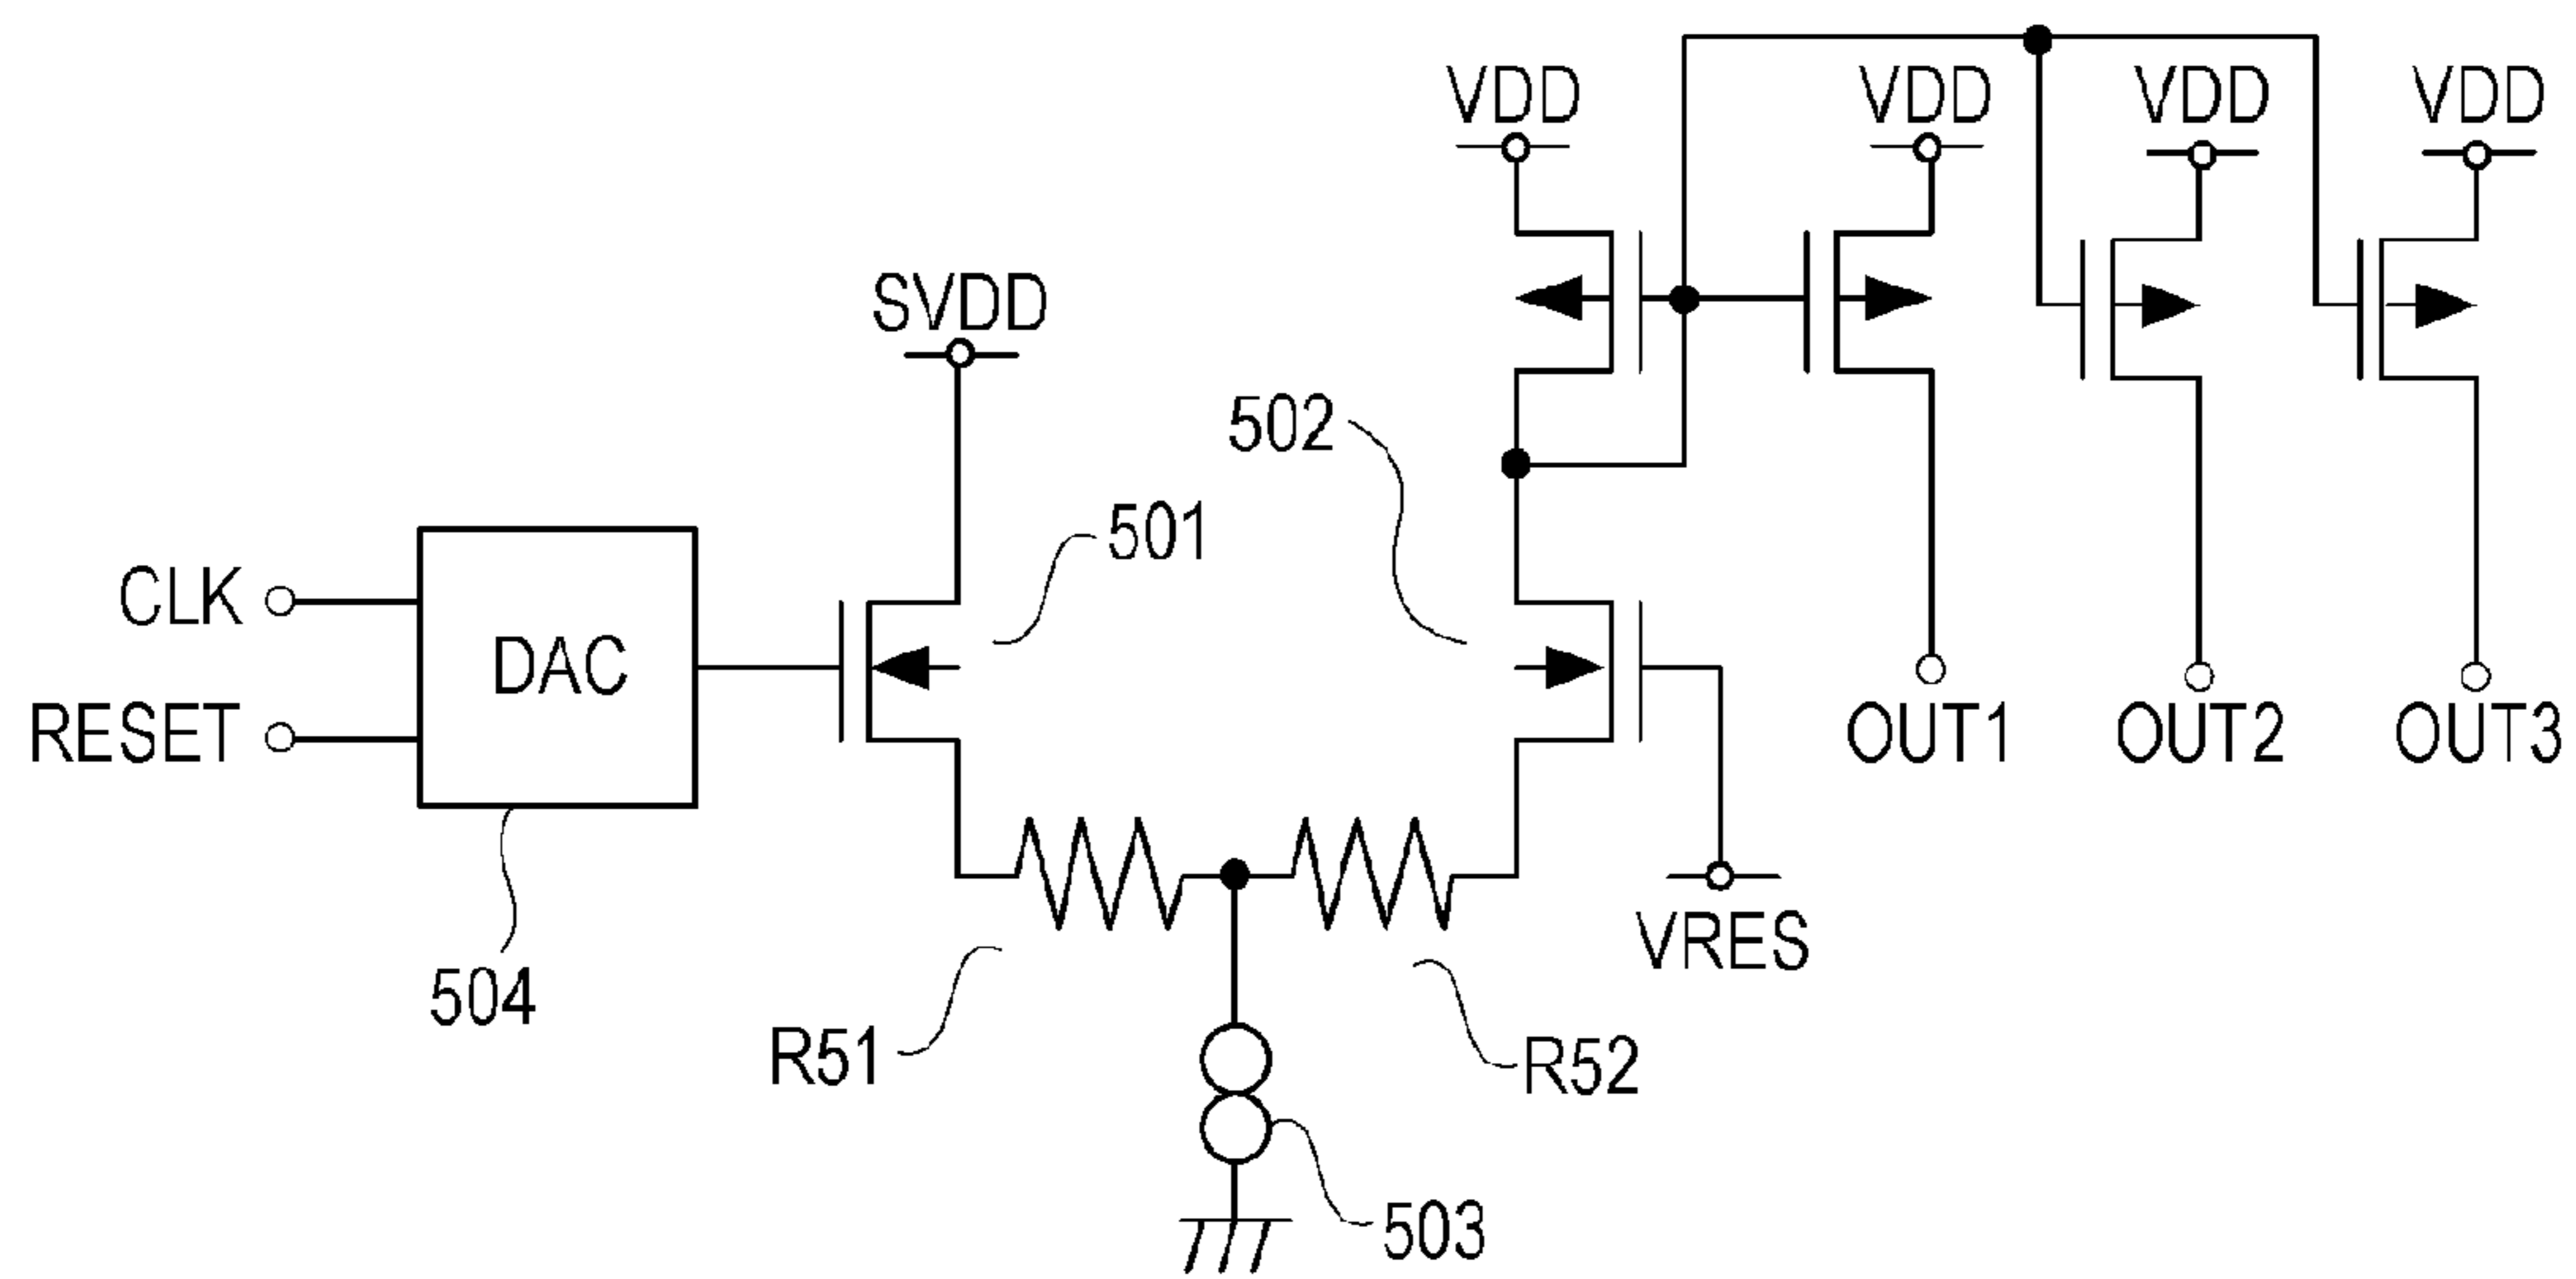 VDD
VDD
VDD
VDD
SVDD
502
501
CLK
DAC
RESET
OUT1
OUT2
OUT3
VRES
504
R51
R52
503